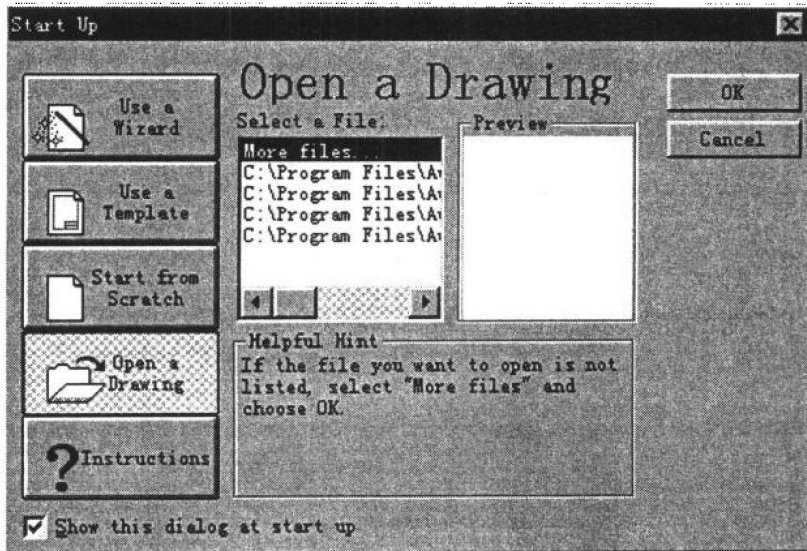 Start Up
Use a
Wizard
Use a
Template
Start from
Scratch
Open a
Drawing
Instructions
Open a Drawing
Select a File:
More files...
C:\Program Files\A
C:\Program Files\A
C:\Program Files\A
C:\Program Files\A
Preview
OK
Cancel
Helpful Hint
If the file you want to open is not
listed, select "More files" and
choose OK.
Show this dialog at start up